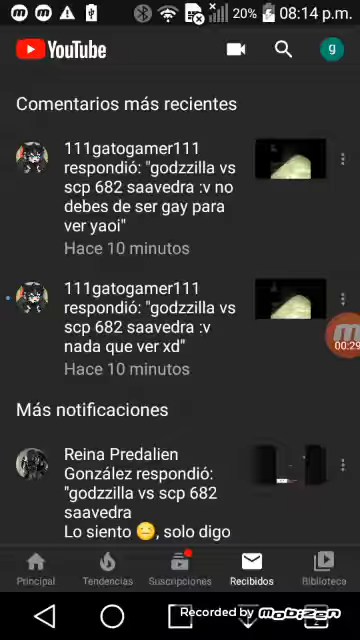 20% 08:14 p.m.
YouTube
g
Comentarios más recientes
111gatogamer111
respondió: "godzzilla vs
scp 682 saavedra :v no
debes de ser gay para
ver yaoi"
Hace 10 minutos
111gatogamer111
respondió: "godzzilla vs
scp 682 saavedra :v
nada que ver xd"
Hace 10 minutos
00:29
Más notificaciones
Reina Predalien
González respondió:
"godzzilla vs scp 682
saavedra
Lo siento 😊, solo digo
Principal Tendencias Suscripciones Recibidos Biblioteca
Recorded by mobizen